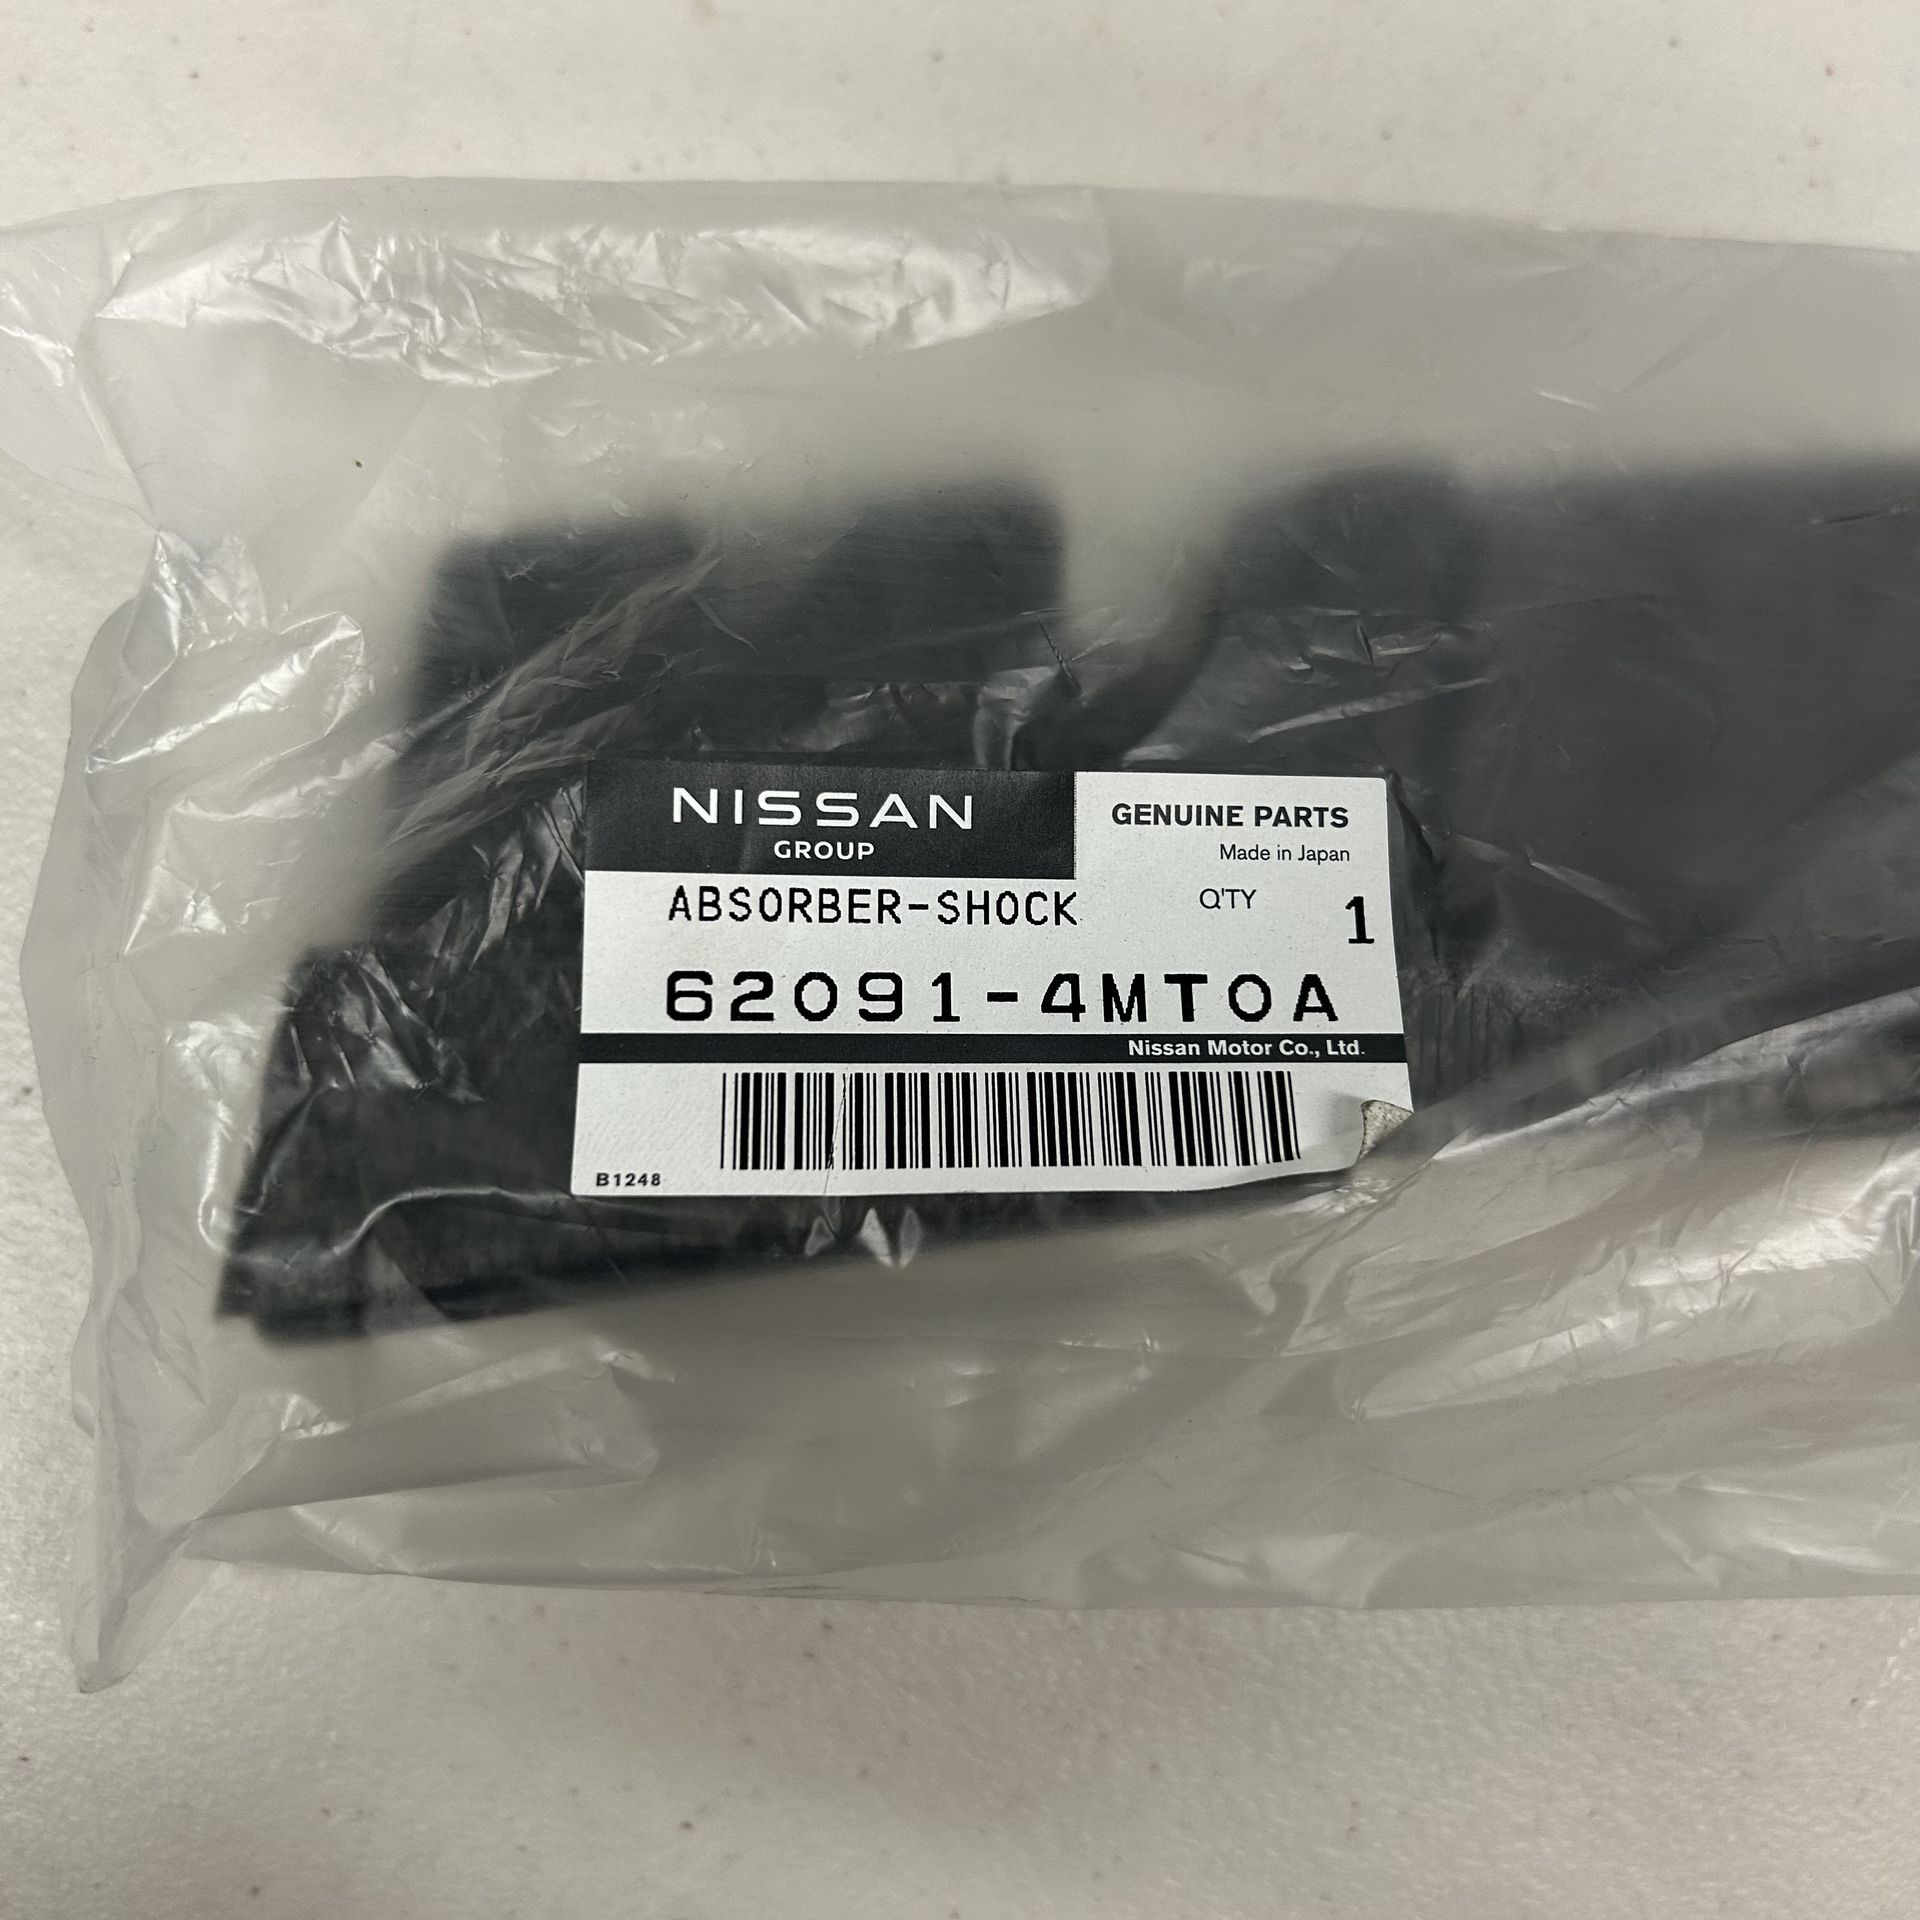 NISSAN
GROUP
GENUINE PARTS
Made in Japan
ABSORBER-SHOCK
Q'TY 1
62091-4MT0A
Nissan Motor Co., Ltd.
B1248